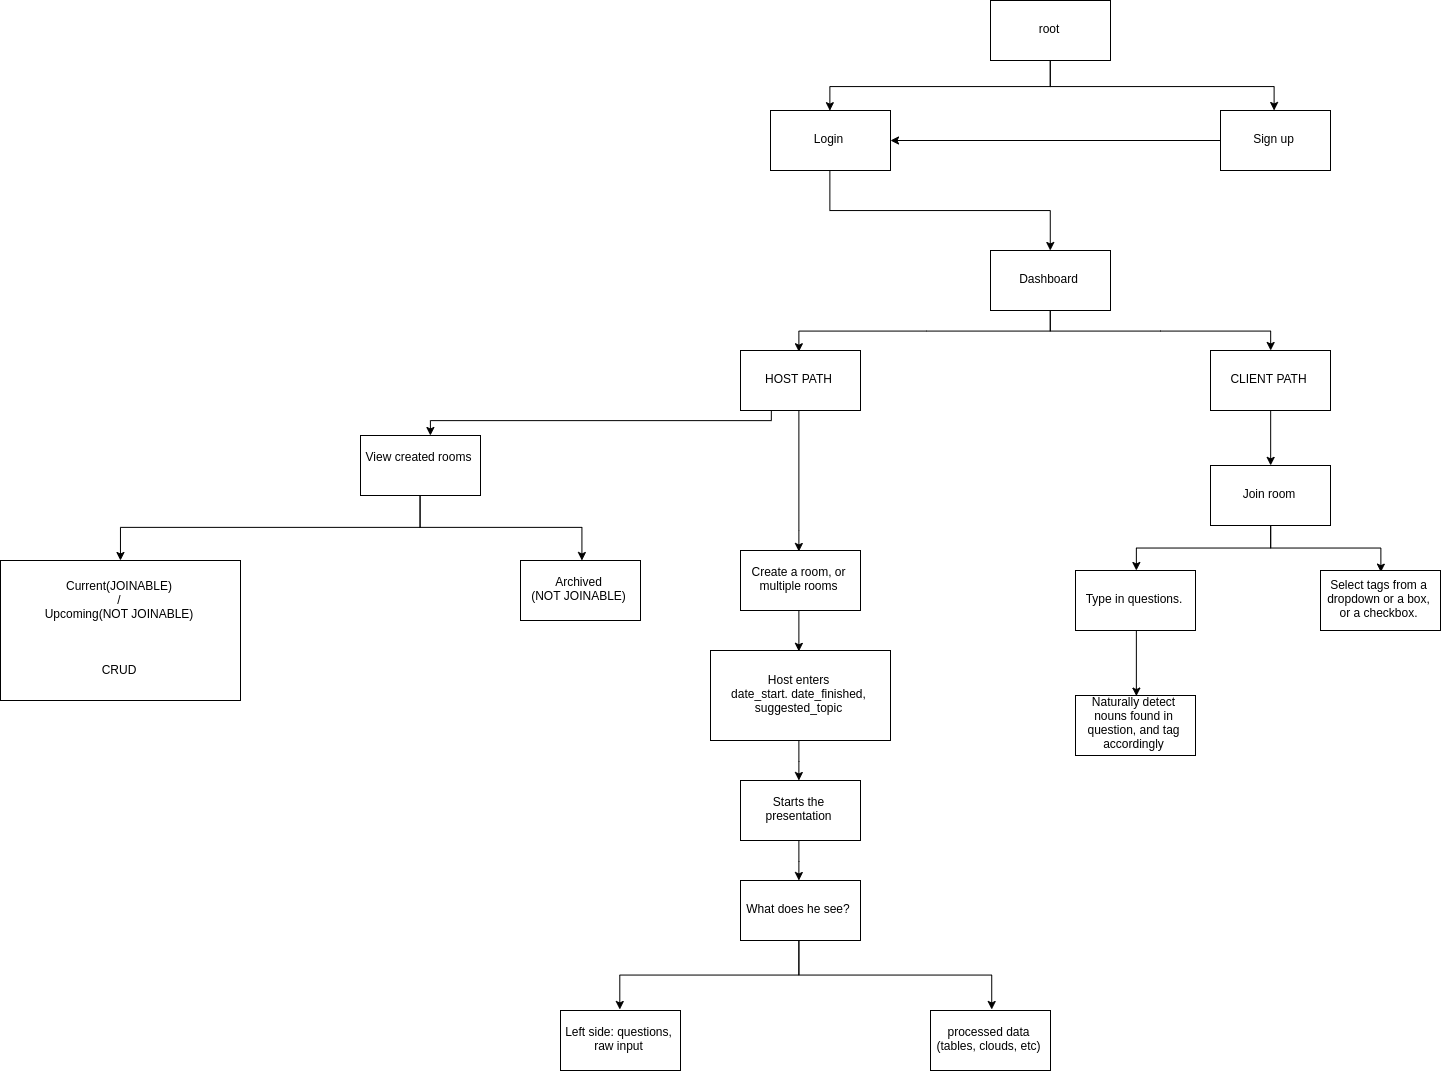 root
Login
Sign up
Dashboard
HOST PATH
CLIENT PATH
View created rooms
Join room
Current(JOINABLE)
/
Upcoming(NOT JOINABLE)
CRUD
Archived
(NOT JOINABLE)
Create a room, or
multiple rooms
Type in questions.
Select tags from a
dropdown or a box,
or a checkbox.
Host enters
date_start. date_finished,
suggested_topic
Naturally detect
nouns found in
question, and tag
accordingly
Starts the
presentation
What does he see?
Left side: questions,
raw input
processed data
(tables, clouds, etc)